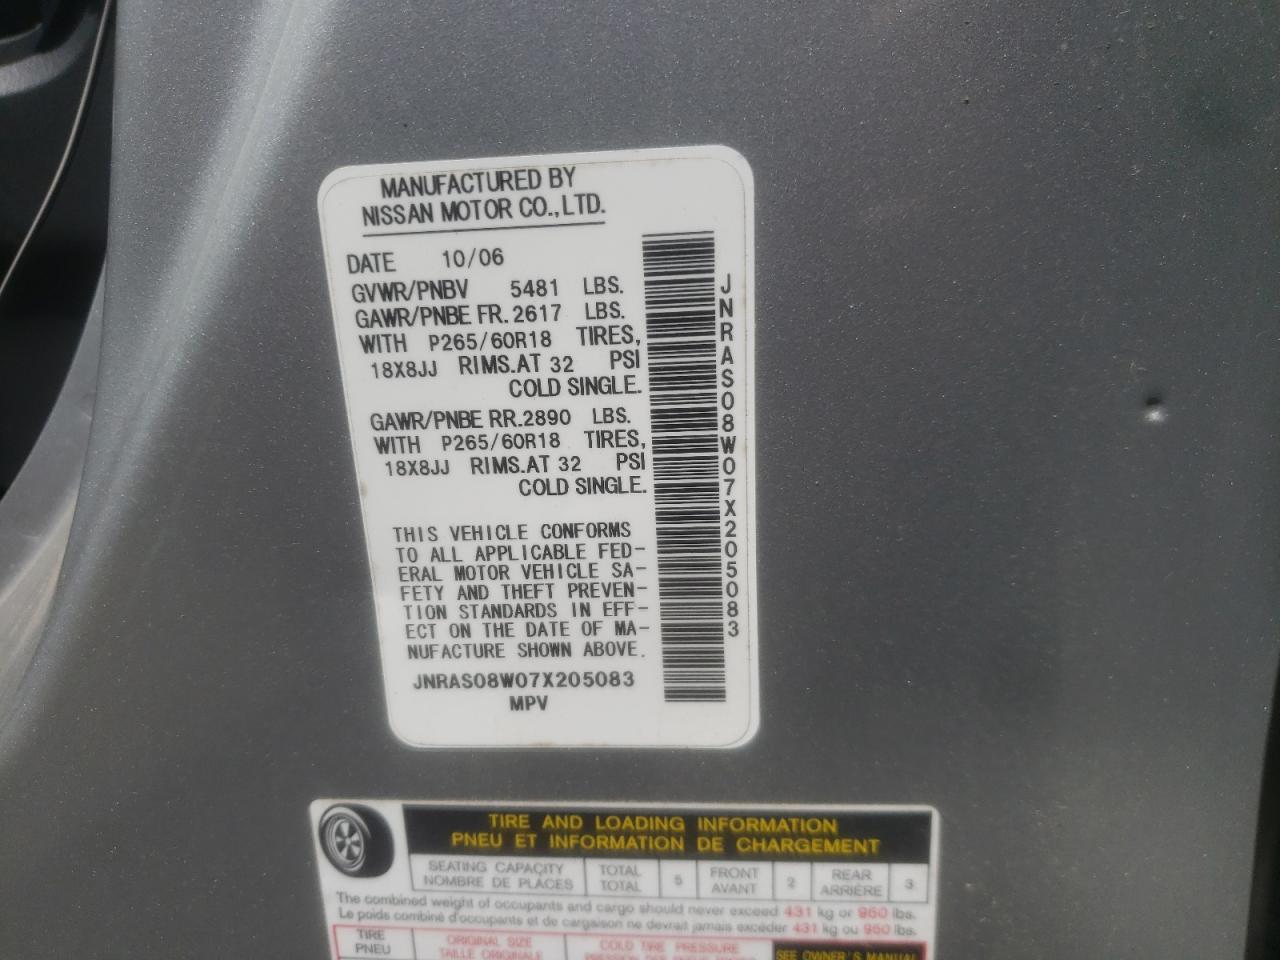 MANUFACTURED BY
NISSAN MOTOR CO.,LTD.
DATE 10/06
GVWR/PNBV 5481 LBS.
GAWR/PNBE FR. 2617 LBS.
WITH P265/60R18 TIRES,
18X8JJ RIMS.AT 32 PSI
COLD SINGLE.
GAWR/PNBE RR.2890 LBS.
WITH P265/60R18 TIRES,
18X8JJ RIMS.AT 32 PSI
COLD SINGLE.
THIS VEHICLE CONFORMS
TO ALL APPLICABLE FED-
ERAL MOTOR VEHICLE SA-
FETY AND THEFT PREVEN-
TION STANDARDS IN EFF-
ECT ON THE DATE OF MA-
NUFACTURE SHOWN ABOVE.
JNRAS08W07X205083
MPV
JNRAS08W07X205083
TIRE AND LOADING INFORMATION
PNEU ET INFORMATION DE CHARGEMENT
SEATING CAPACITY TOTAL 5 FRONT 2 REAR 3
NOMBRE DE PLACES TOTAL AVANT ARRIÈRE
The combined weight of occupants and cargo should never exceed 431 kg or 950 lbs.
Le poids combiné d'occupants et de cargaison ne devrait jamais excéder 431 kg ou 950 lbs.
TIRE ORIGINAL SIZE COLD TIRE PRESSURE SEE OWNER'S MANUAL
PNEU TAILLE ORIGINALE